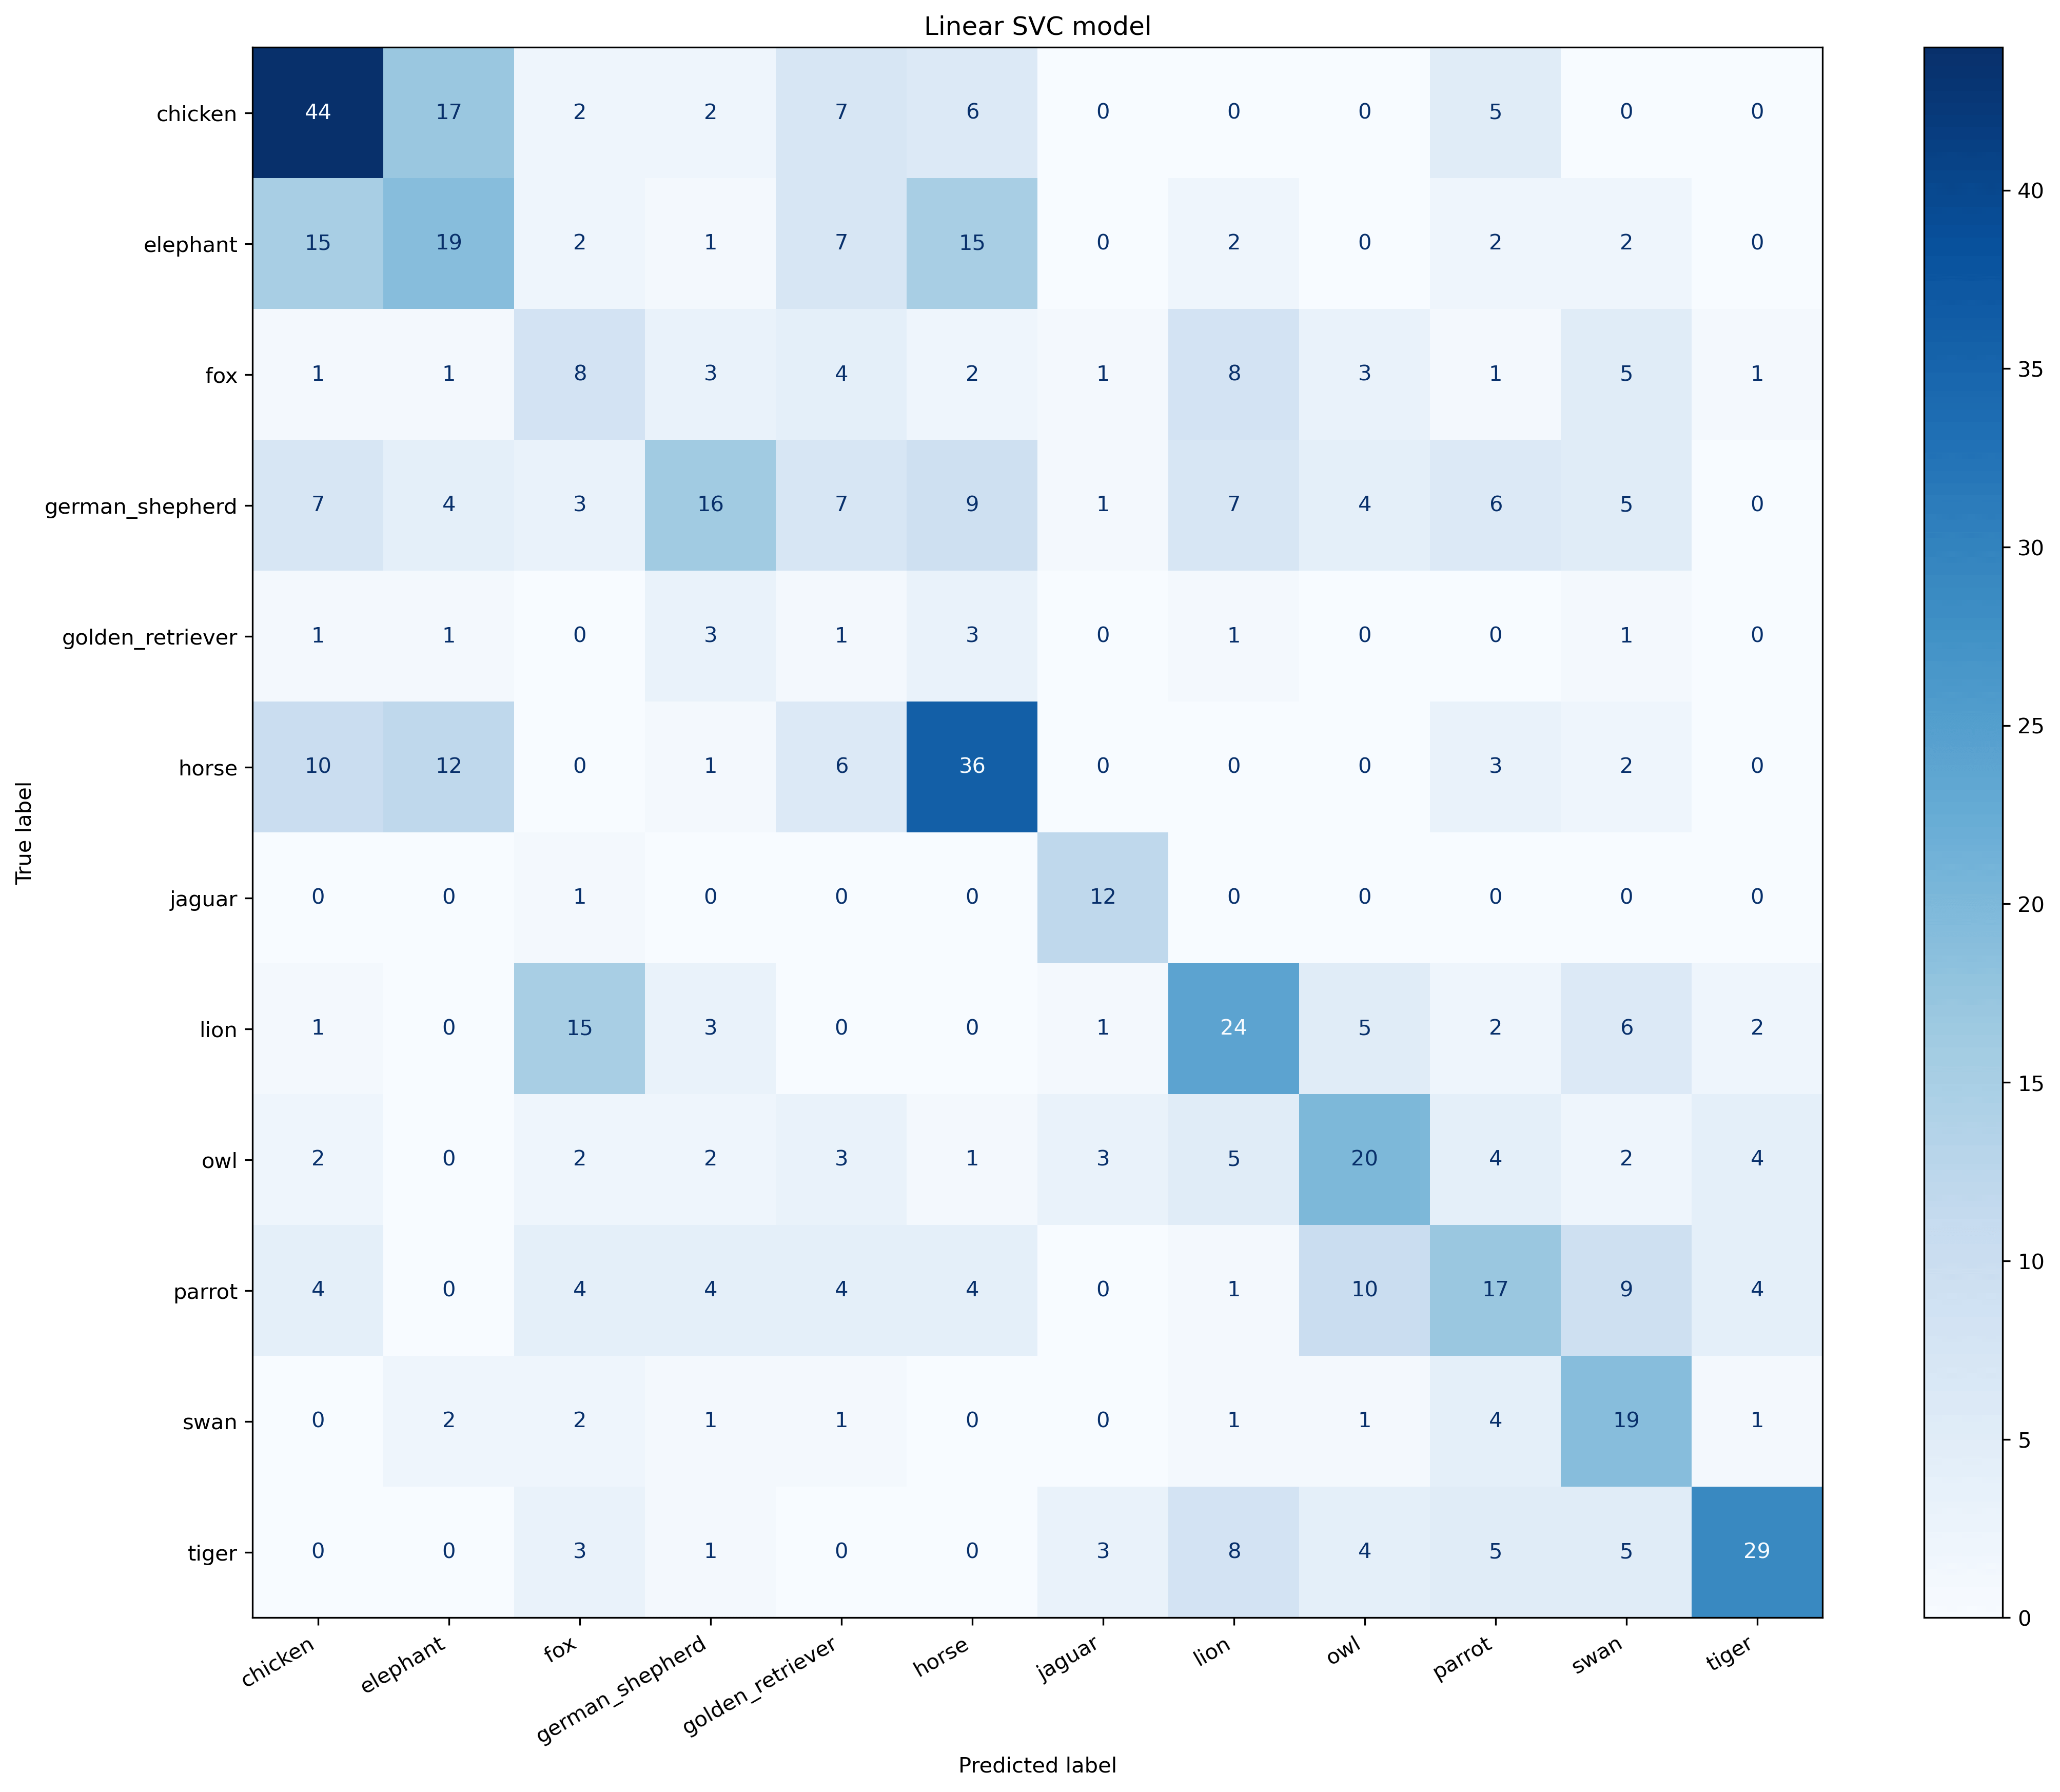 Linear SVC model
chicken 44 17 2 2 7 6 0 0 0 5 0 0
elephant 15 19 2 1 7 15 0 2 0 2 2 0
fox 1 1 8 3 4 2 1 8 3 1 5 1
german_shepherd 7 4 3 16 7 9 1 7 4 6 5 0
golden_retriever 1 1 0 3 1 3 0 1 0 0 1 0
horse 10 12 0 1 6 36 0 0 0 3 2 0
jaguar 0 0 1 0 0 0 12 0 0 0 0 0
lion 1 0 15 3 0 0 1 24 5 2 6 2
owl 2 0 2 2 3 1 3 5 20 4 2 4
parrot 4 0 4 4 4 4 0 1 10 17 9 4
swan 0 2 2 1 1 0 0 1 1 4 19 1
tiger 0 0 3 1 0 0 3 8 4 5 5 29
True label
chicken elephant fox german_shepherd golden_retriever horse jaguar lion owl parrot swan tiger
Predicted label
40
35
30
25
20
15
10
5
0